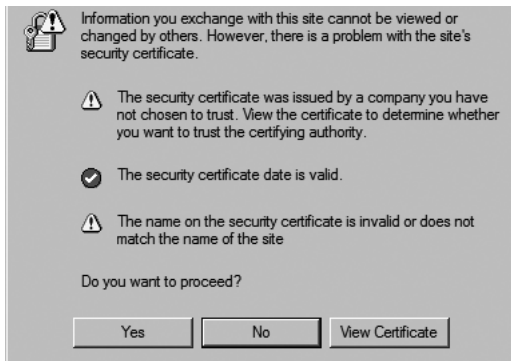 Information you exchange with this site cannot be viewed or
changed by others. However, there is a problem with the site's
security certificate.
The security certificate was issued by a company you have
not chosen to trust. View the certificate to determine whether
you want to trust the certifying authority.
The security certificate date is valid.
The name on the security certificate is invalid or does not
match the name of the site
Do you want to proceed?
Yes No View Certificate